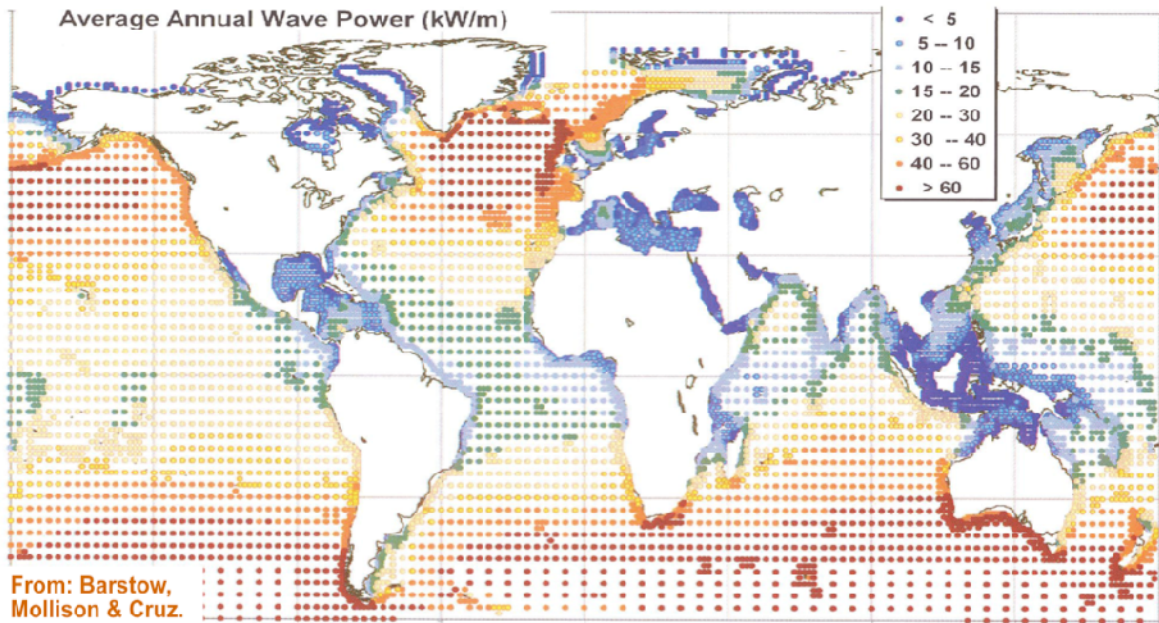 Average Annual Wave Power (kW/m)
< 5
5 -- 10
10 -- 15
15 -- 20
20 -- 30
30 -- 40
40 -- 60
> 60
From: Barstow,
Mollison & Cruz.